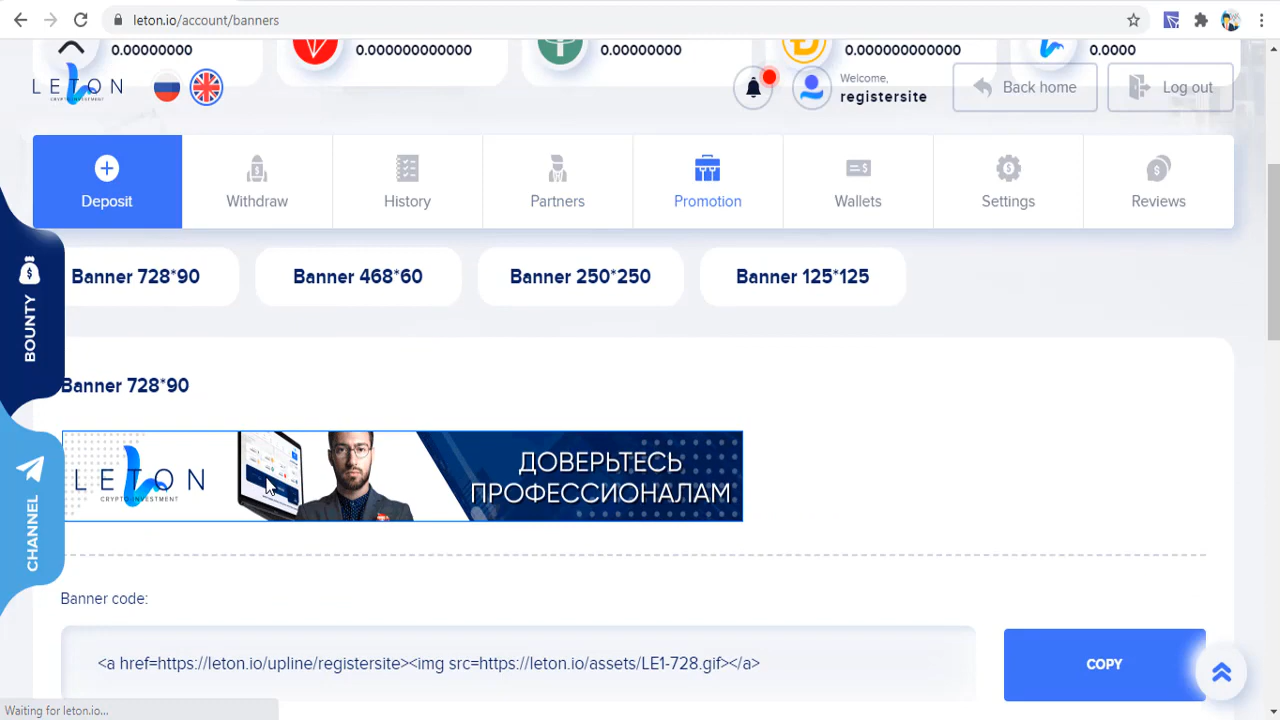 leton.io/account/banners
0.00000000
0.000000000000
0.00000000
0.000000000000
0.0000
LETON
CRYPTOINVESTMENT
Welcome,
registersite
Back home
Log out
Deposit
Withdraw
History
Partners
Promotion
Wallets
Settings
Reviews
BOUNTY
CHANNEL
Banner 728*90
Banner 468*60
Banner 250*250
Banner 125*125
Banner 728*90
LETON
CRYPTOINVESTMENT
ДОВЕРЬТЕСЬ
ПРОФЕССИОНАЛАМ
Banner code:
<a href=https://leton.io/upline/registersite><img src=https://leton.io/assets/LE1-728.gif></a>
COPY
Waiting for leton.io...